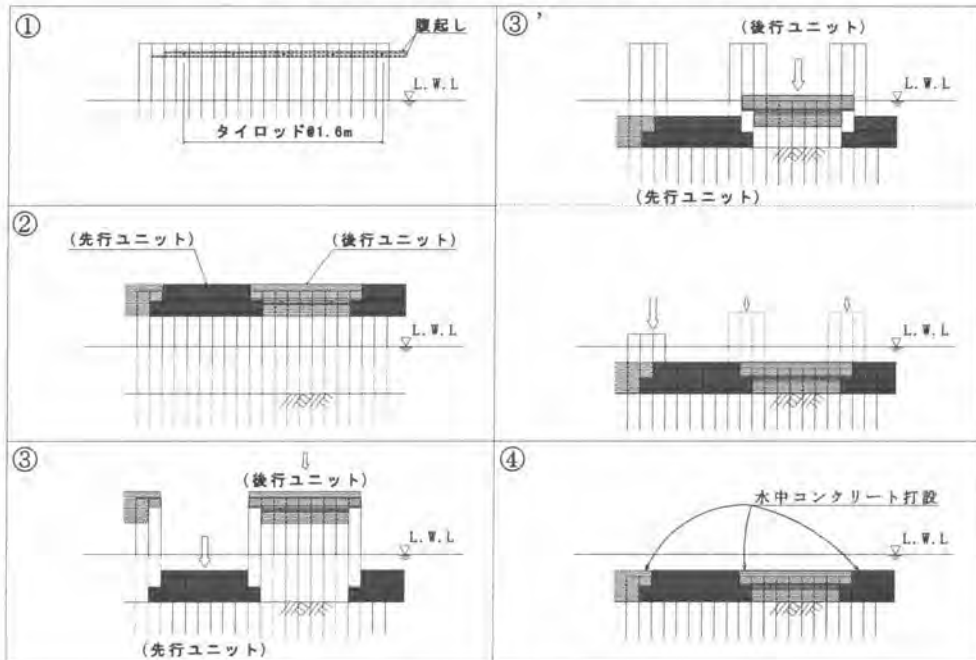 ①
腹起し
L.W.L
タイロッド@1.6m
②
(先行ユニット)
(後行ユニット)
L.W.L
③
(後行ユニット)
L.W.L
(先行ユニット)
③'
(後行ユニット)
L.W.L
(先行ユニット)
L.W.L
④
水中コンクリート打設
L.W.L